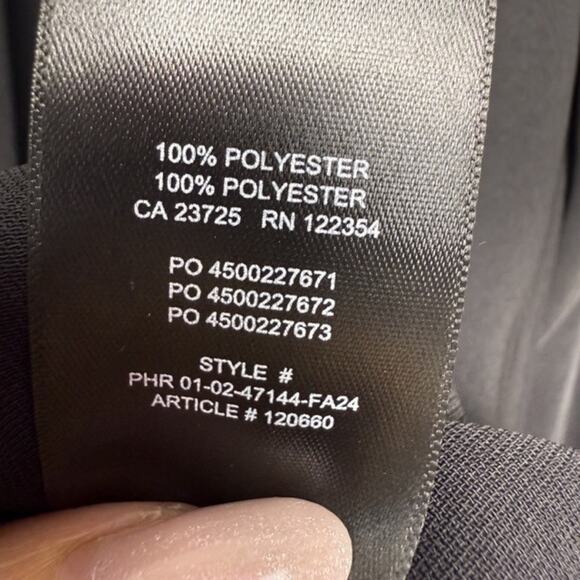 100% POLYESTER
100% POLYESTER
CA 23725 RN 122354
PO 4500227671
PO 4500227672
PO 4500227673
STYLE #
PHR 01-02-47144-FA24
ARTICLE # 120660